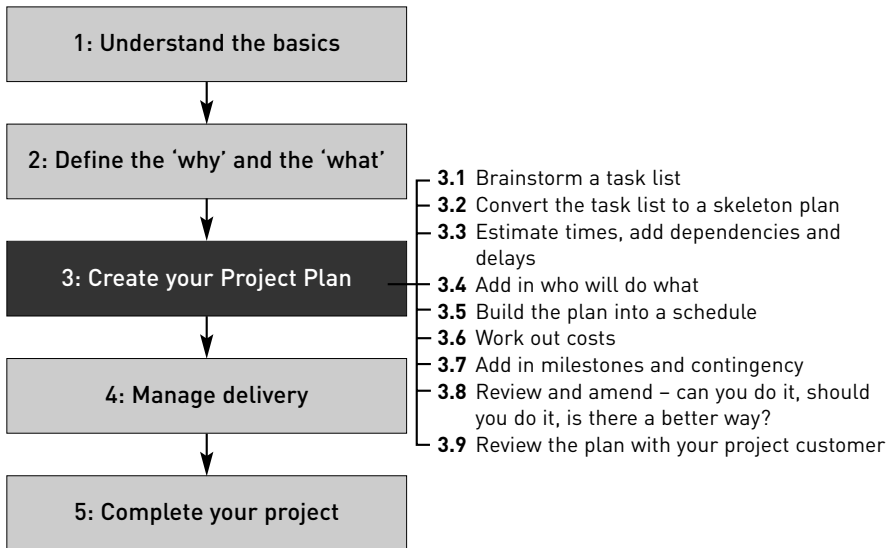 1: Understand the basics
2: Define the ‘why’ and the ‘what’
3: Create your Project Plan
3.1 Brainstorm a task list
3.2 Convert the task list to a skeleton plan
3.3 Estimate times, add dependencies and
delays
3.4 Add in who will do what
3.5 Build the plan into a schedule
3.6 Work out costs
3.7 Add in milestones and contingency
3.8 Review and amend – can you do it, should
you do it, is there a better way?
3.9 Review the plan with your project customer
4: Manage delivery
5: Complete your project